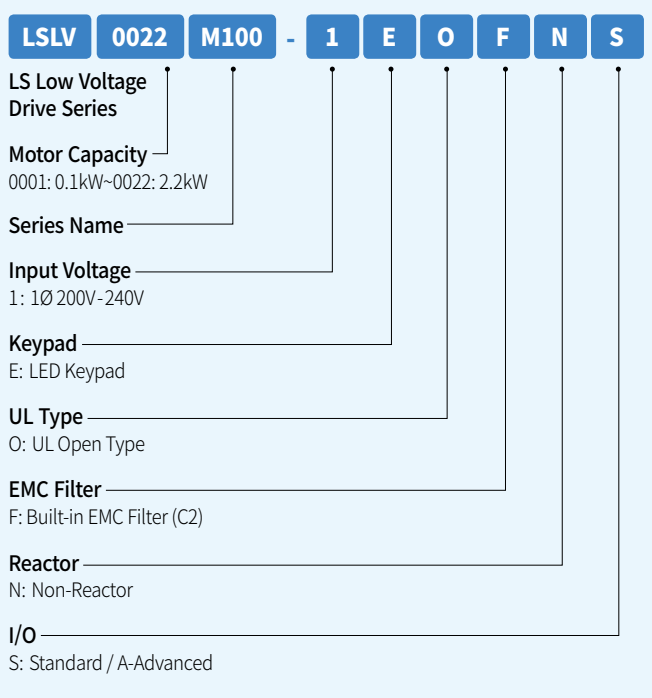 LSLV 0022 M100 - 1 E O F N S
LS Low Voltage
Drive Series
Motor Capacity
0001: 0.1kW~0022: 2.2kW
Series Name
Input Voltage
1: 1Ø 200V-240V
Keypad
E: LED Keypad
UL Type
O: UL Open Type
EMC Filter
F: Built-in EMC Filter (C2)
Reactor
N: Non-Reactor
I/O
S: Standard / A-Advanced